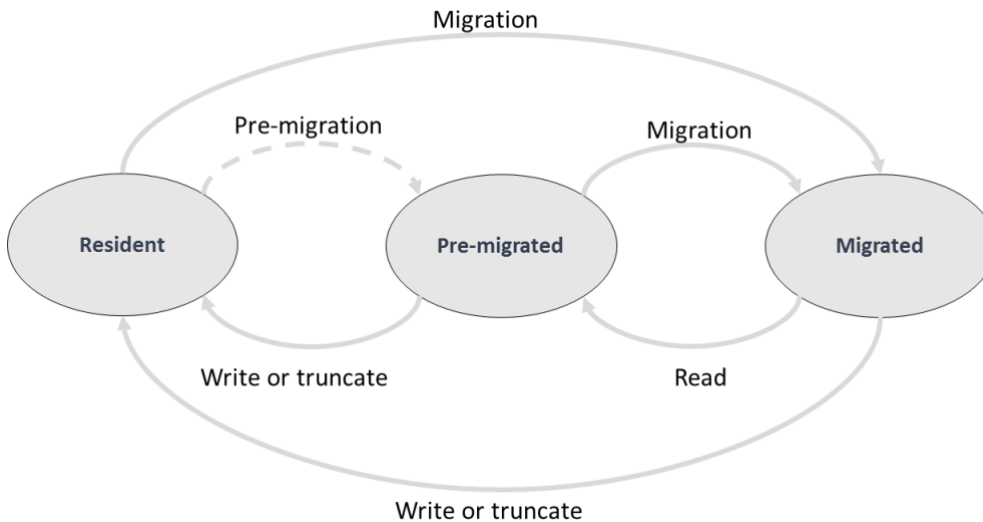 Migration
Pre-migration
Migration
Resident
Pre-migrated
Migrated
Write or truncate
Read
Write or truncate